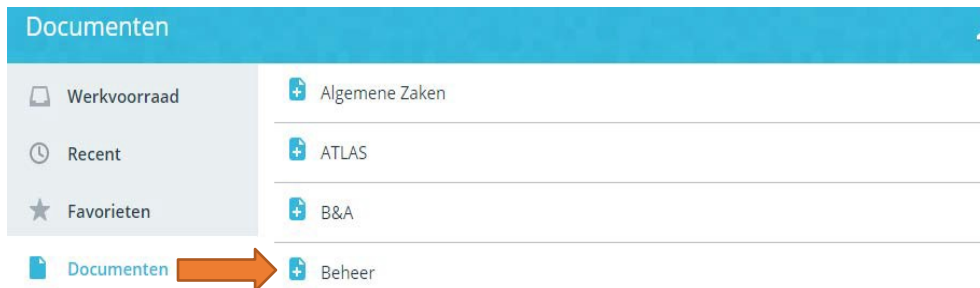 Documenten
Werkvoorraad
Recent
Favorieten
Documenten
Algemene Zaken
ATLAS
B&A
Beheer